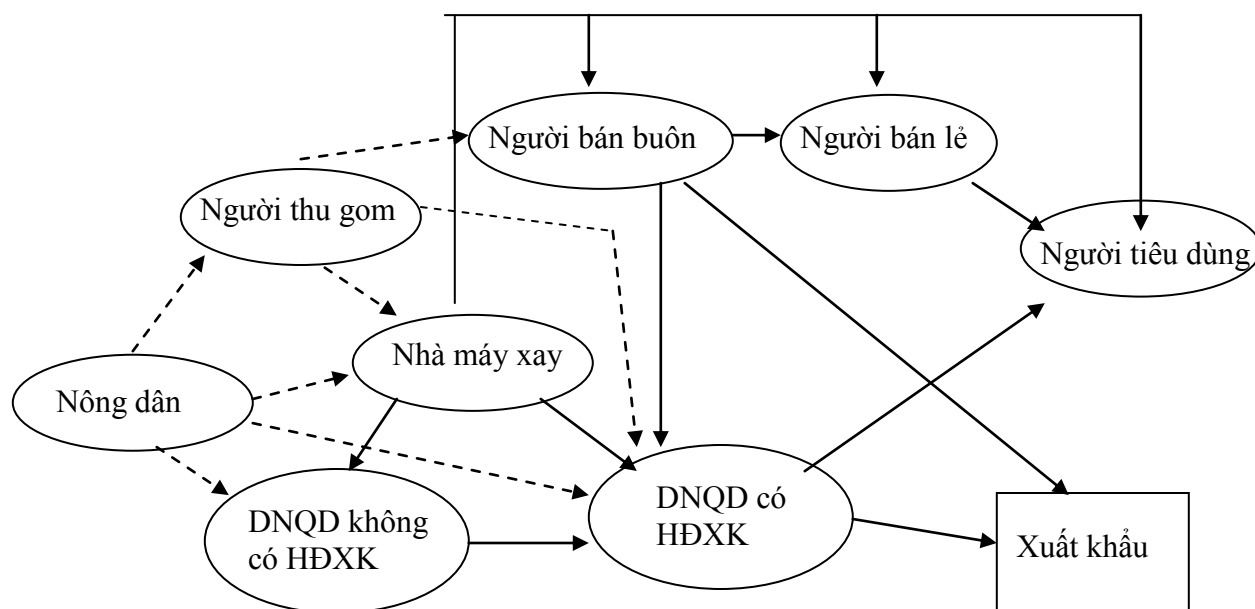 Người bán buôn
Người bán lẻ
Người thu gom
Người tiêu dùng
Nhà máy xay
Nông dân
DNQD không
có HĐXK
DNQD có
HĐXK
Xuất khẩu